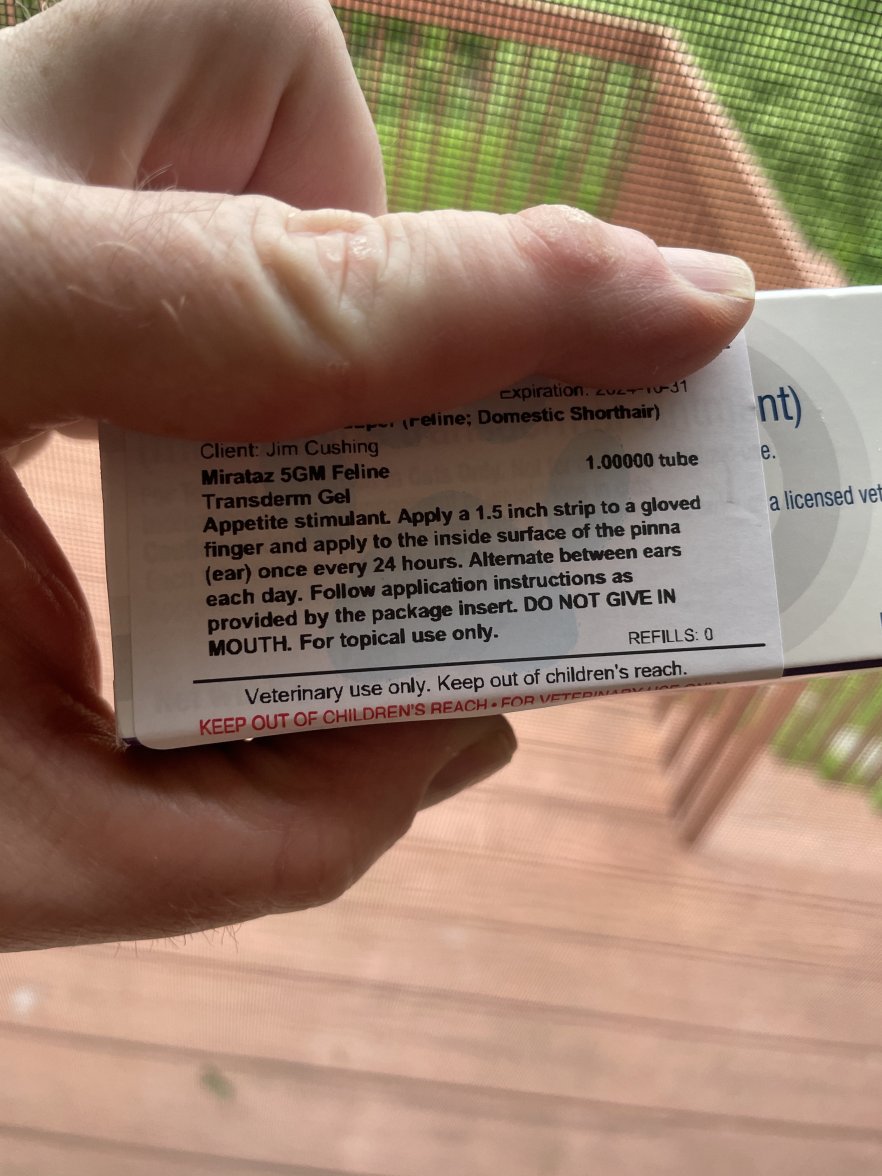 Expiration: 2024-10-31
(Feline; Domestic Shorthair)
Client: Jim Cushing
Mirataz 5GM Feline 1.00000 tube
Transderm Gel
Appetite stimulant. Apply a 1.5 inch strip to a gloved
finger and apply to the inside surface of the pinna
(ear) once every 24 hours. Alternate between ears
each day. Follow application instructions as
provided by the package insert. DO NOT GIVE IN
MOUTH. For topical use only.
REFILLS: 0
Veterinary use only. Keep out of children's reach.
KEEP OUT OF CHILDREN'S REACH • FOR VETERINARY USE ONLY
nt)
e.
a licensed vet